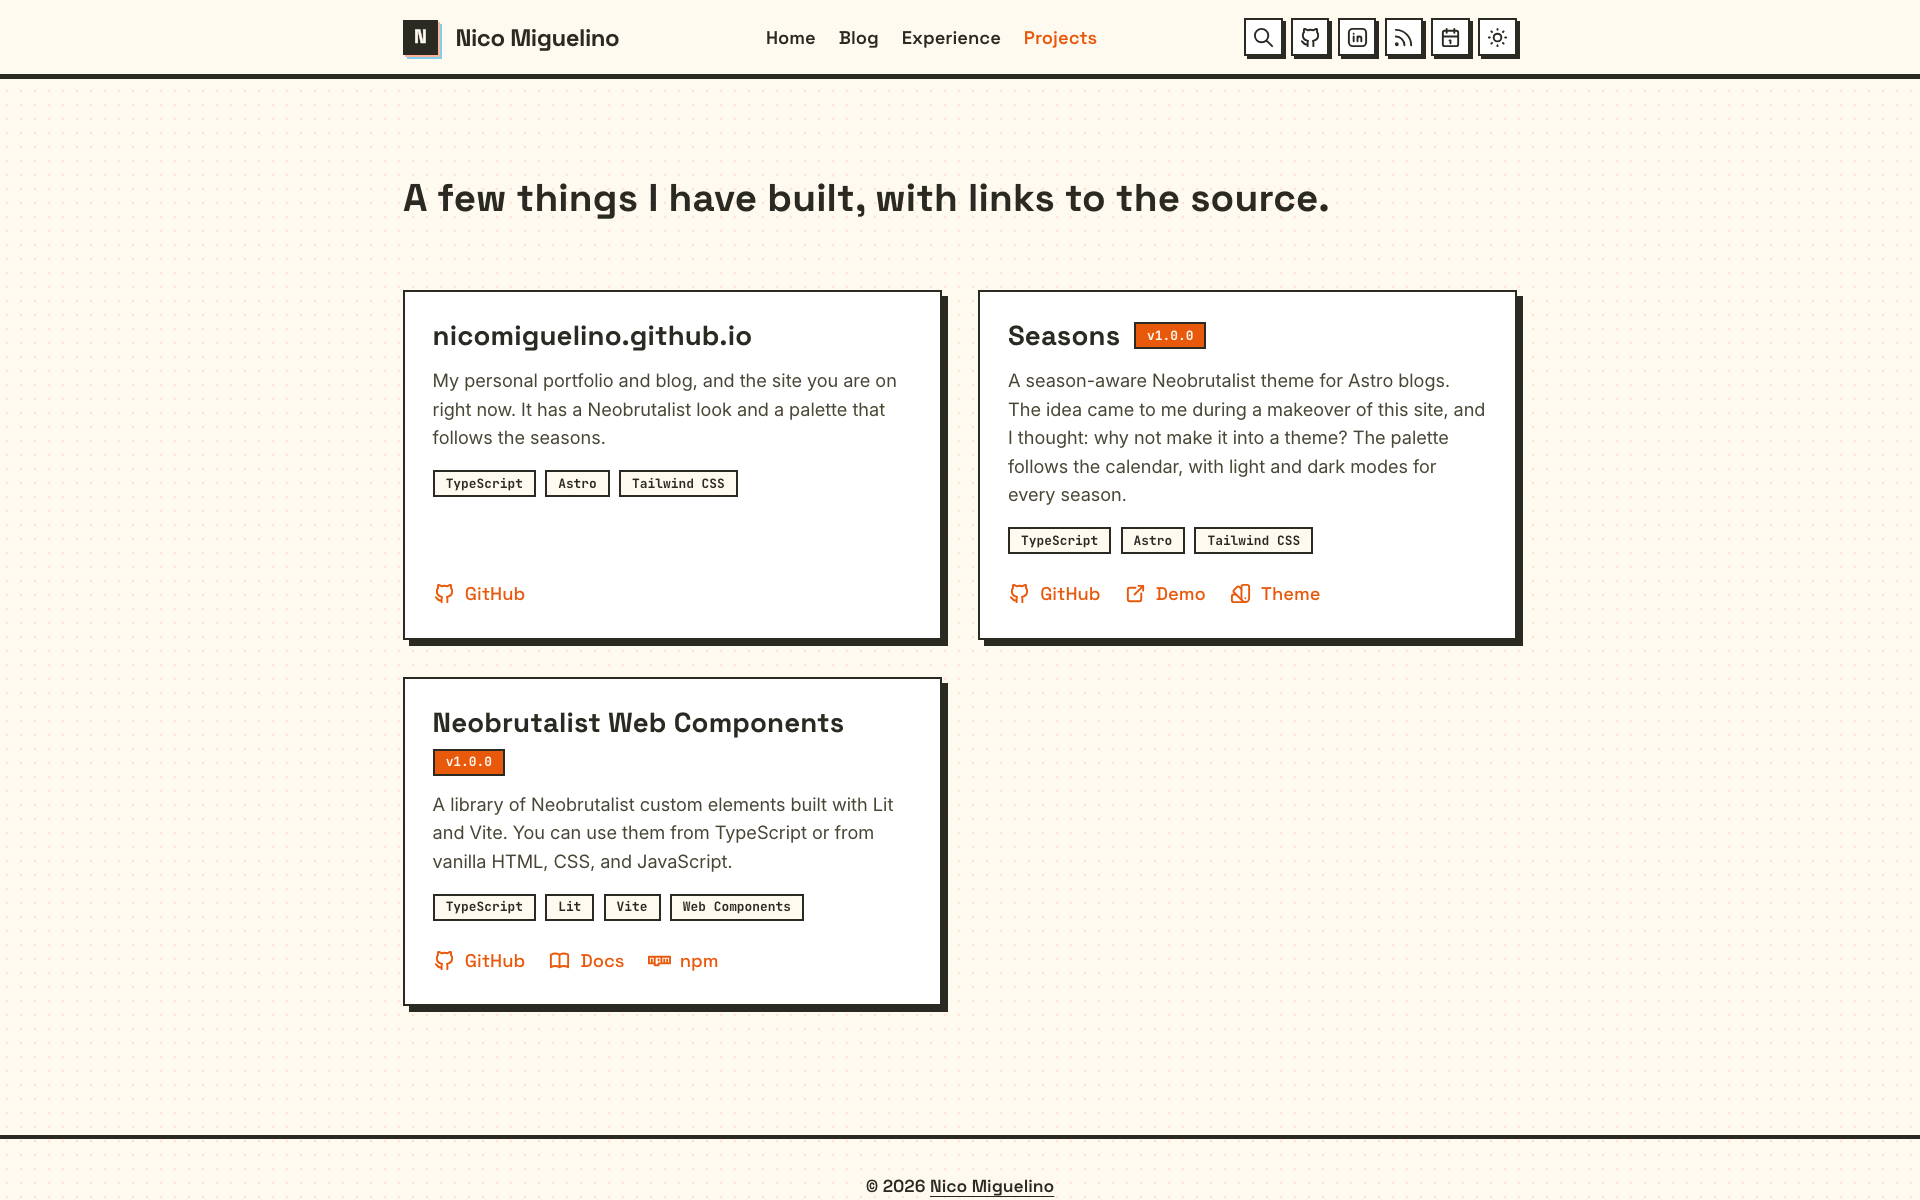 N Nico Miguelino Home Blog Experience Projects
A few things I have built, with links to the source.
nicomiguelino.github.io
My personal portfolio and blog, and the site you are on
right now. It has a Neobrutalist look and a palette that
follows the seasons.
TypeScript Astro Tailwind CSS
GitHub
Seasons v1.0.0
A season-aware Neobrutalist theme for Astro blogs.
The idea came to me during a makeover of this site, and
I thought: why not make it into a theme? The palette
follows the calendar, with light and dark modes for
every season.
TypeScript Astro Tailwind CSS
GitHub Demo Theme
Neobrutalist Web Components
v1.0.0
A library of Neobrutalist custom elements built with Lit
and Vite. You can use them from TypeScript or from
vanilla HTML, CSS, and JavaScript.
TypeScript Lit Vite Web Components
GitHub Docs npm
© 2026 Nico Miguelino